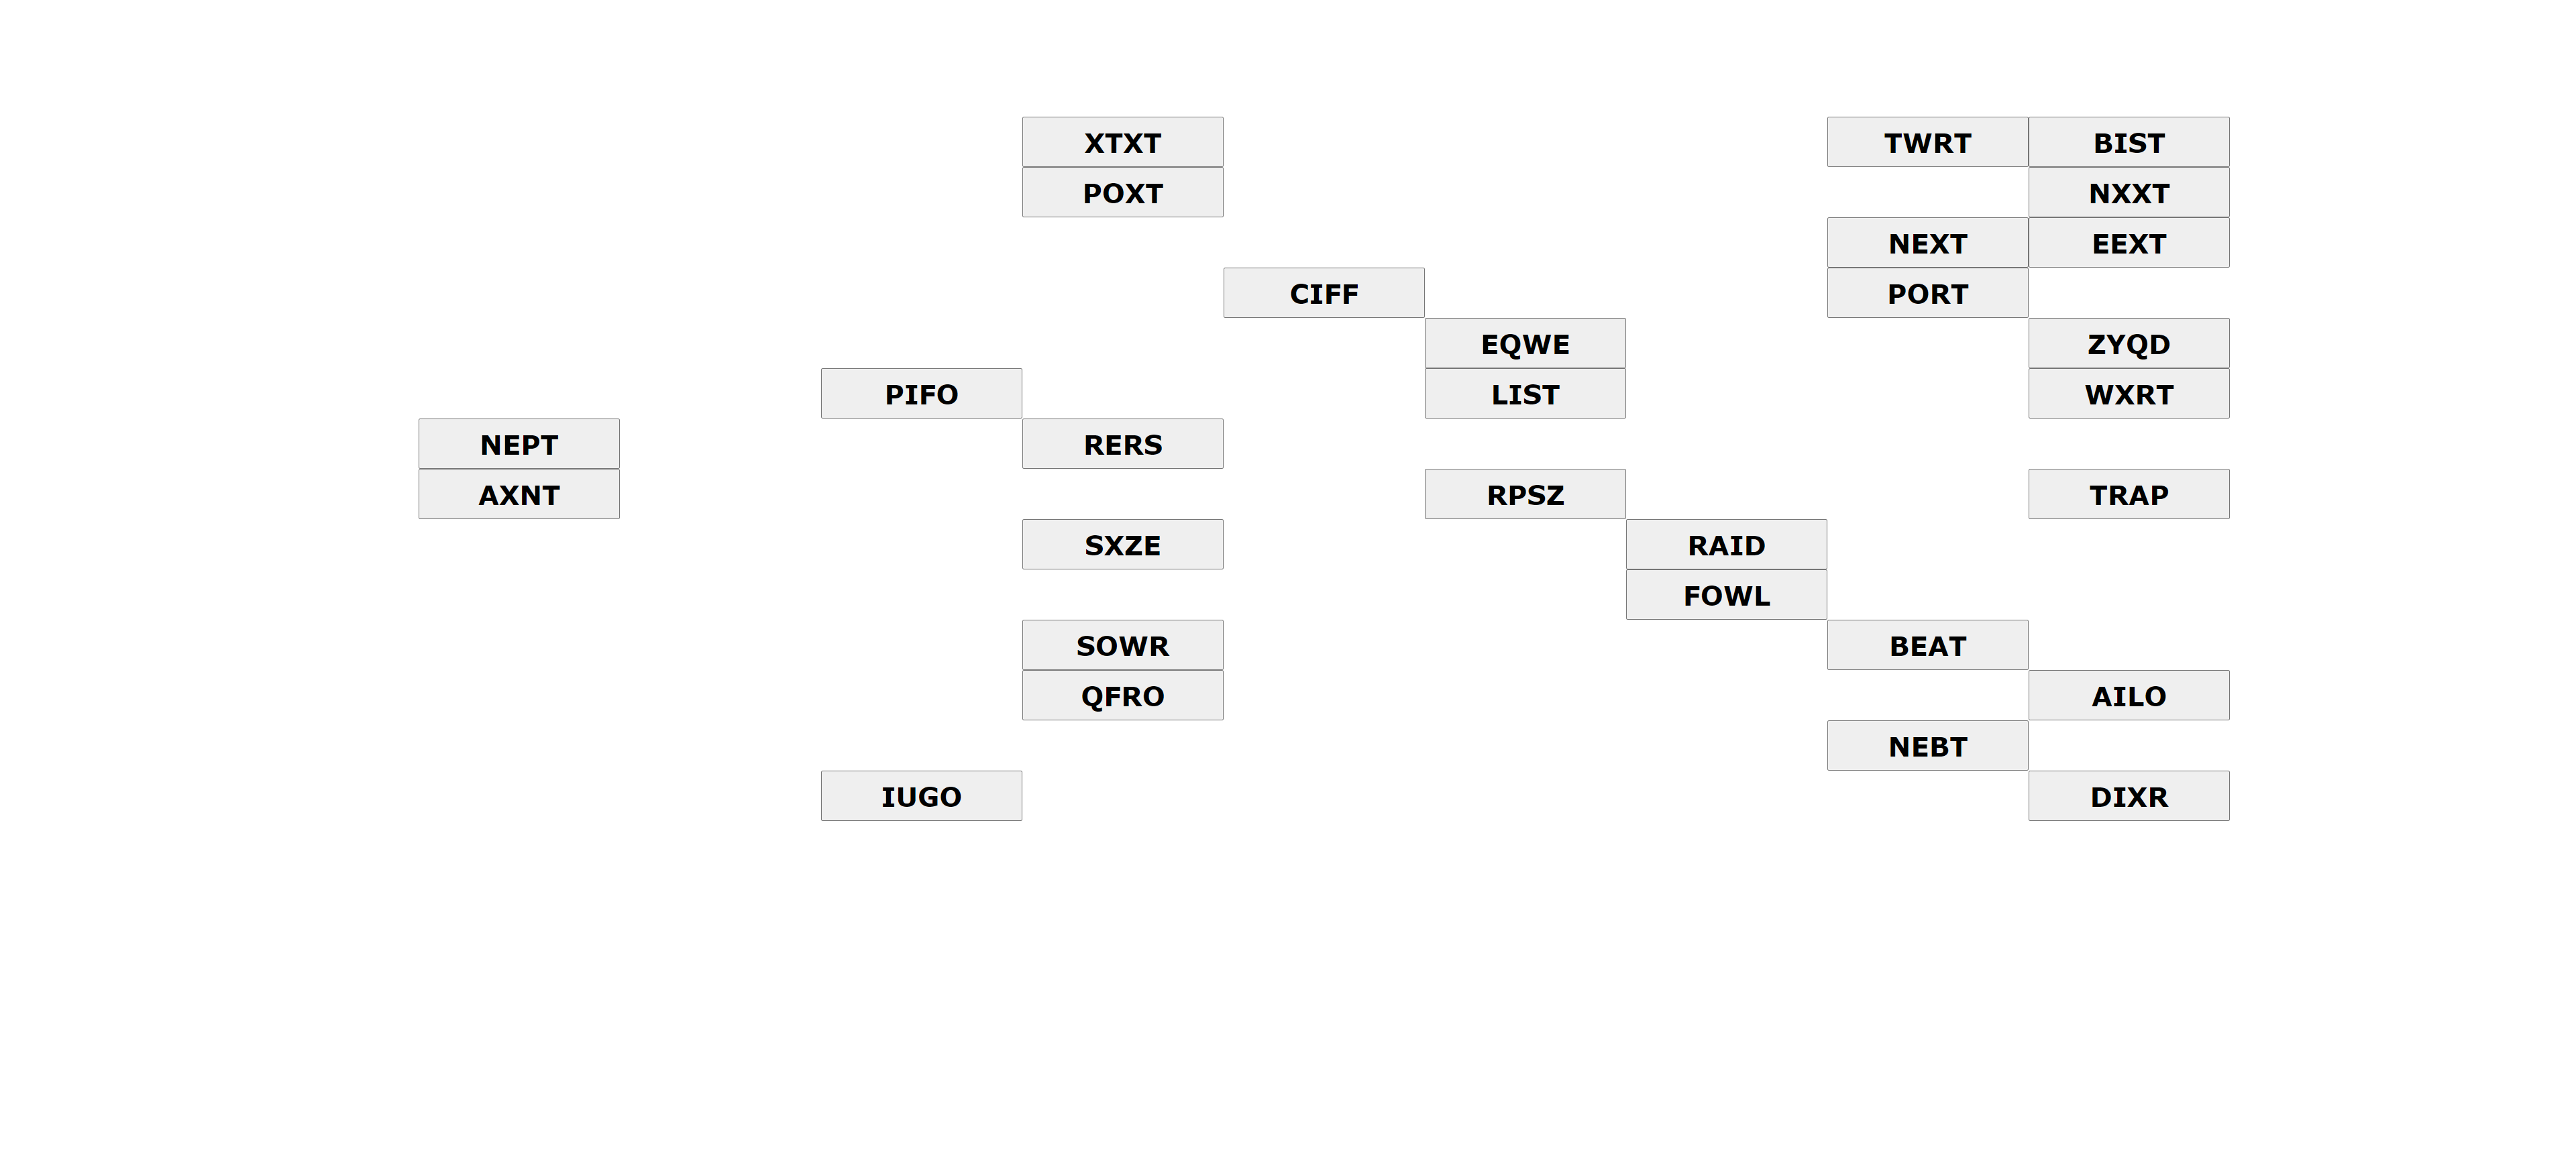 XTXT TWRT BIST
POXT NXXT
NEXT EEXT
CIFF PORT
EQWE ZYQD
PIFO LIST WXRT
NEPT RERS
AXNT RPSZ TRAP
SXZE RAID
FOWL
SOWR BEAT
QFRO AILO
NEBT
IUGO DIXR